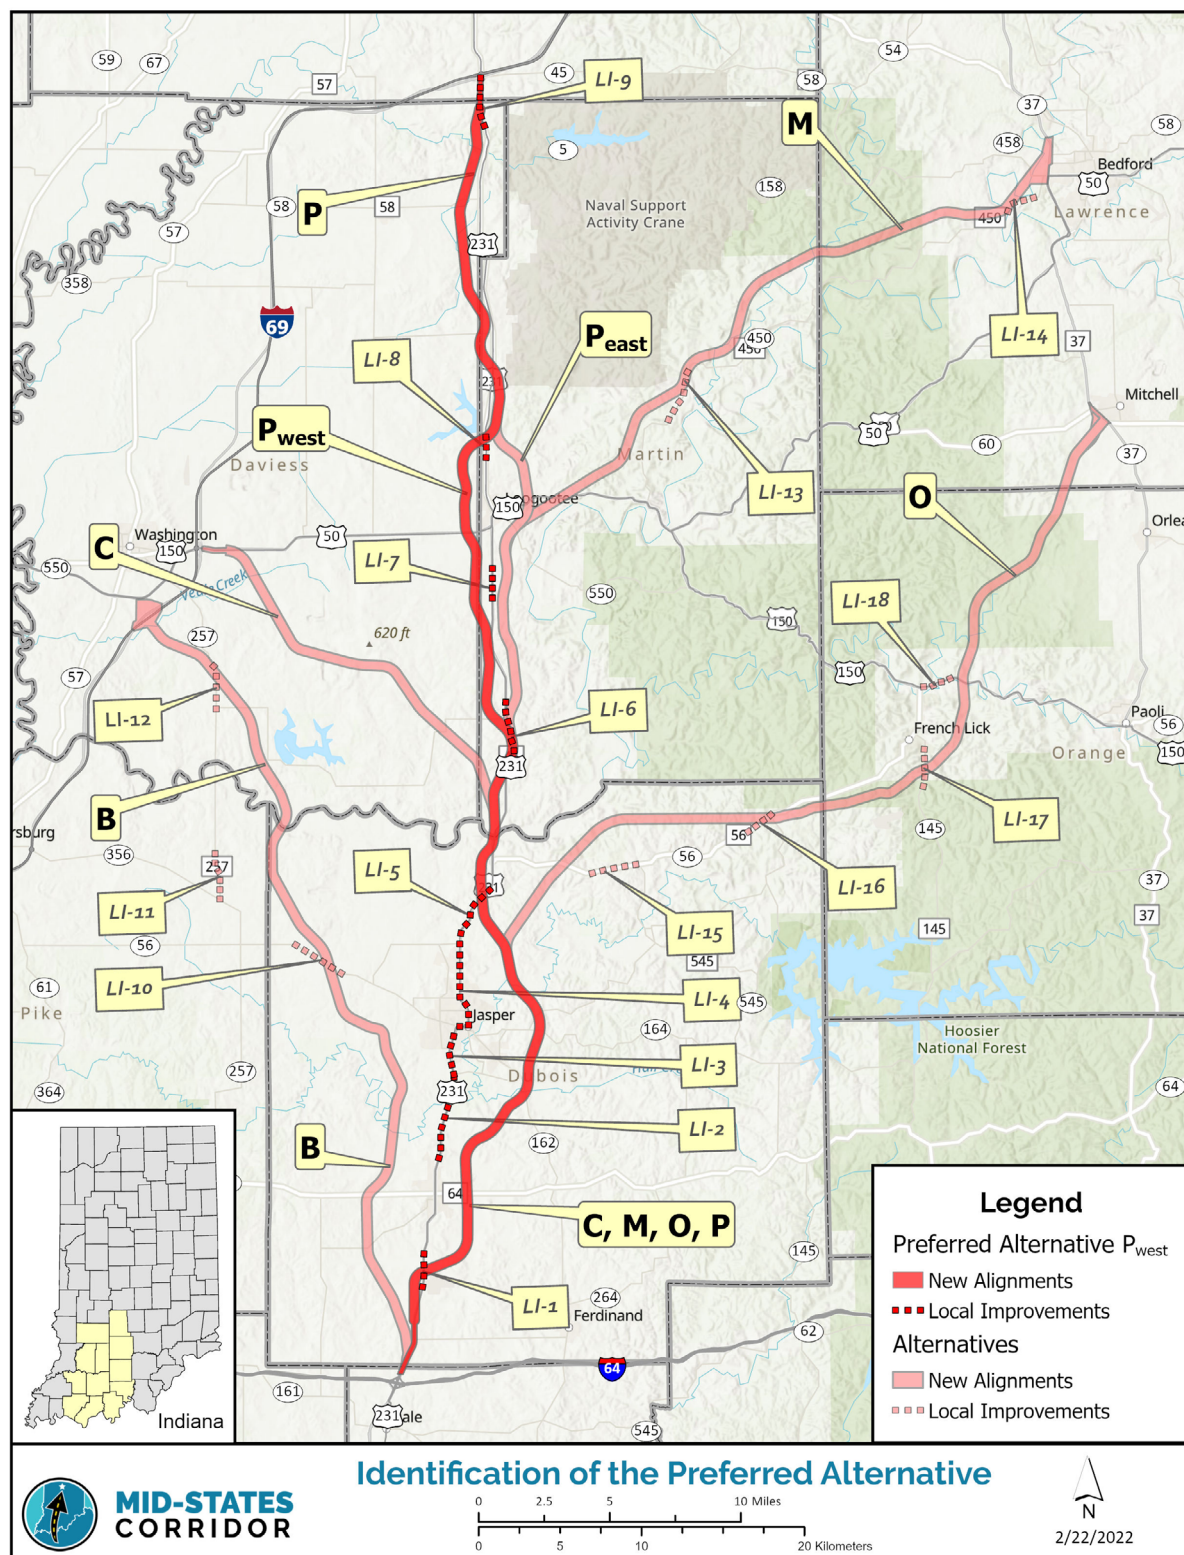 59
67
57
45
54
58
LI-9
37
M
58
458
5
Bedford
50
158
Lawrence
P
58
58
57
Naval Support
Activity Crane
450
231
358
69
LI-14
450
37
LI-8
P east
231
Mitchell
P west
50
60
37
Daviess
Martin
LI-13
O
150
Washington
150
50
C
LI-7
550
550
LI-18
257
620 ft
150
150
57
LI-12
LI-6
Paoli
French Lick
56
Orange
150
231
B
LI-17
145
56
356
257
LI-5
56
231
LI-16
LI-11
LI-15
37
37
145
56
LI-10
545
61
LI-4
545
Pike
Jasper
164
Hoosier
National Forest
LI-3
257
Dubois
364
231
64
LI-2
B
162
64
C, M, O, P
145
LI-1
264
Ferdinand
62
64
161
231
545
Indiana
Legend
Preferred Alternative P west
New Alignments
Local Improvements
Alternatives
New Alignments
Local Improvements
MID-STATES
CORRIDOR
Identification of the Preferred Alternative
0 2.5 5 10 Miles
0 5 10 20 Kilometers
N
2/22/2022